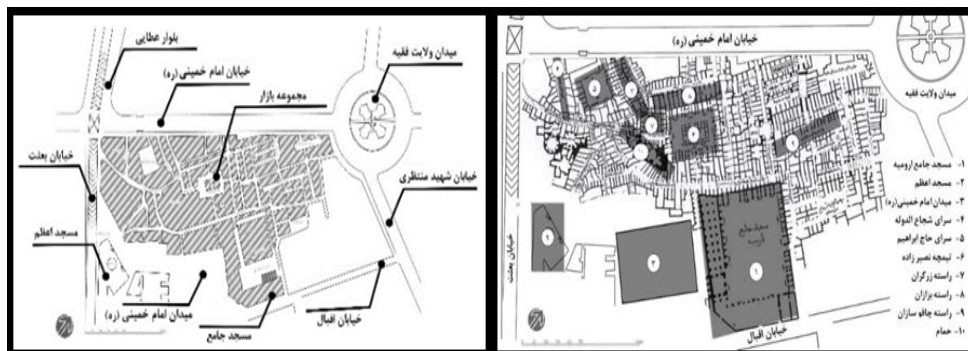 بلوار عطایی
خیابان امام خمینی (ره)
میدان ولایت فقیه
مجموعه بازار
خیابان بعثت
خیابان شهید منتظری
مسجد اعظم
میدان امام خمینی (ره)
مسجد جامع
خیابان اقبال
خیابان امام خمینی (ره)
میدان ولایت فقیه
۱- مسجد جامع ارومیه
۲- مسجد اعظم
۳- میدان امام خمینی (ره)
۴- سرای شجاع الدوله
۵- سرای حاج ابراهیم
۶- تیمچه نصیر زاده
۷- راسته زرگران
۸- راسته بزازان
۹- راسته چاقو سازان
۱۰- حمام
خیابان بعثت
خیابان اقبال